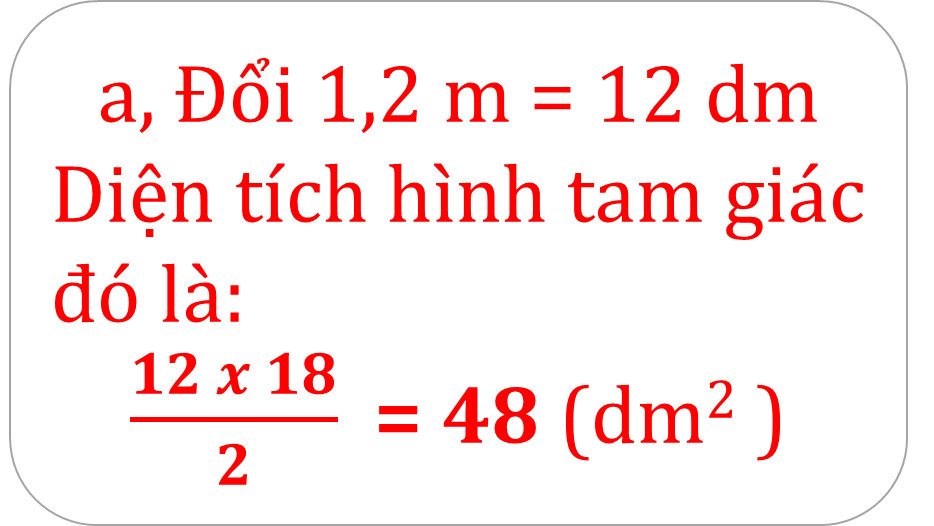 a, Đổi 1,2 m = 12 dm
Diện tích hình tam giác
đó là:
12 x 18
2
= 48 (dm² )